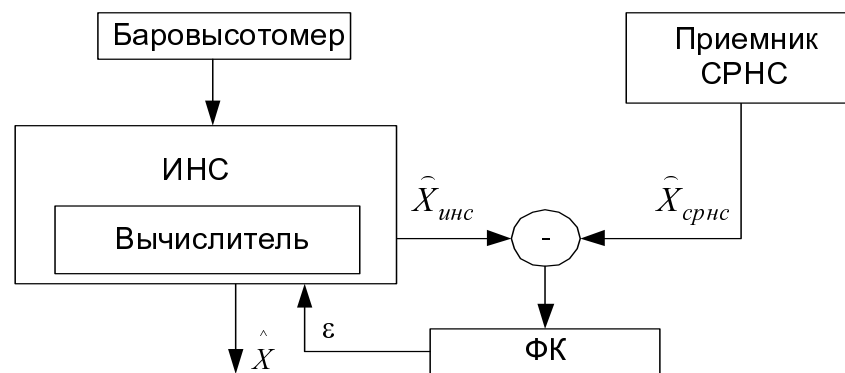 Баровысотомер
Приемник
СРНС
ИНС
Вычислитель
X̂ инс
X̂ срнс
-
ε
ФК
X̂